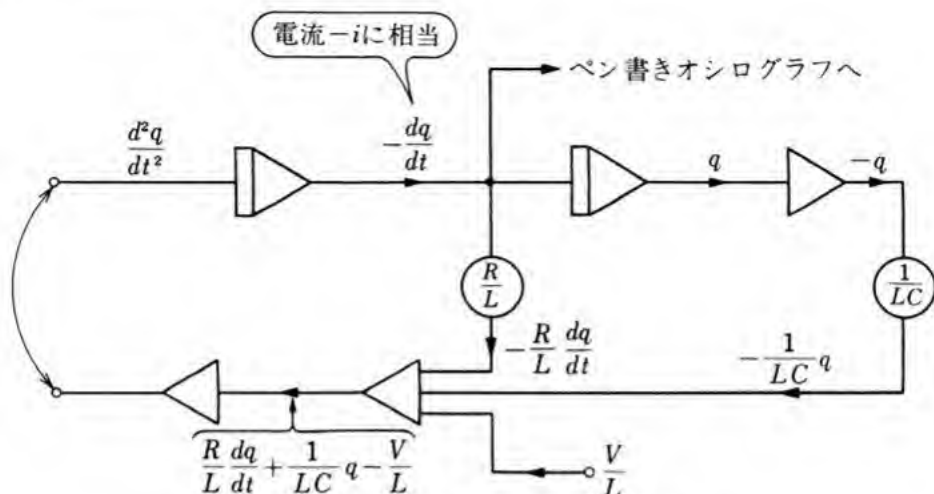 電流−iに相当
ペン書きオシログラフへ
d²q/dt²
−dq/dt
q
−q
R/L
1/LC
−R/L dq/dt
−1/LC q
R/L dq/dt + 1/LC q − V/L
V/L